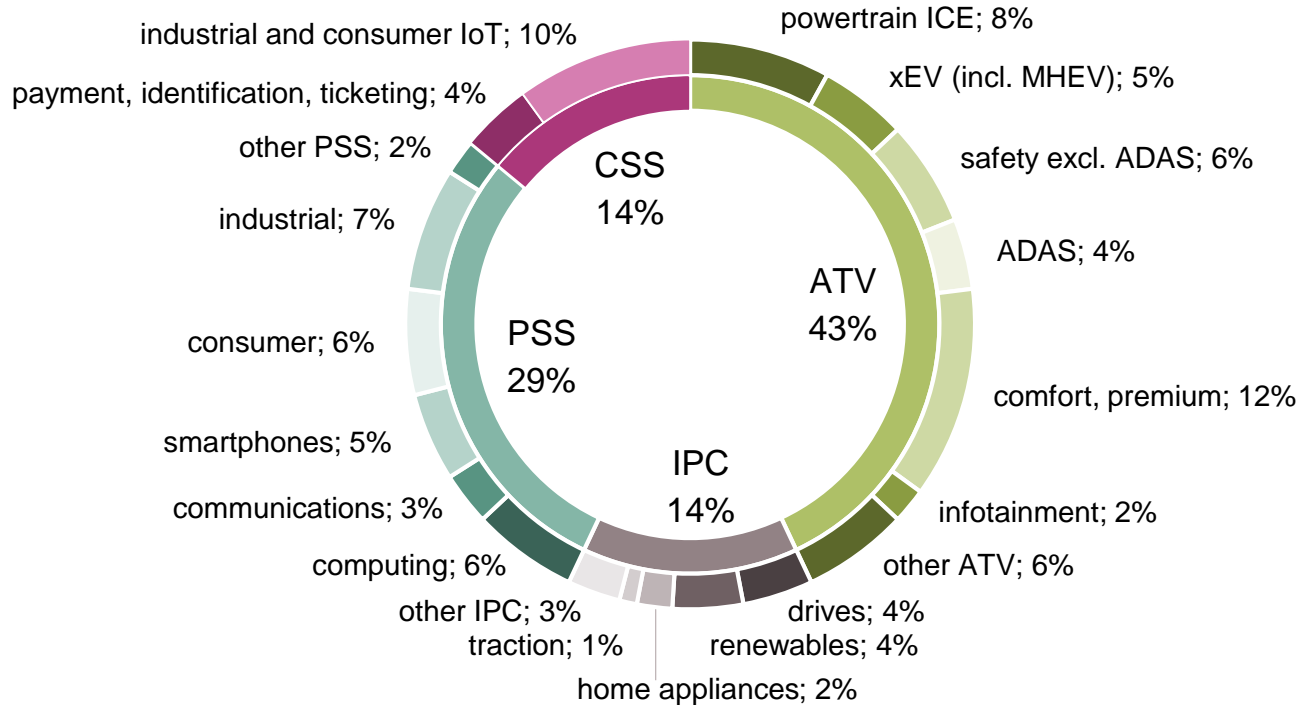 powertrain ICE; 8%
industrial and consumer IoT; 10%
xEV (incl. MHEV); 5%
payment, identification, ticketing; 4%
other PSS; 2%
safety excl. ADAS; 6%
CSS
14%
industrial; 7%
ADAS; 4%
ATV
43%
PSS
29%
consumer; 6%
comfort, premium; 12%
smartphones; 5%
IPC
14%
communications; 3%
infotainment; 2%
computing; 6%
other ATV; 6%
other IPC; 3%
drives; 4%
traction; 1%
renewables; 4%
home appliances; 2%